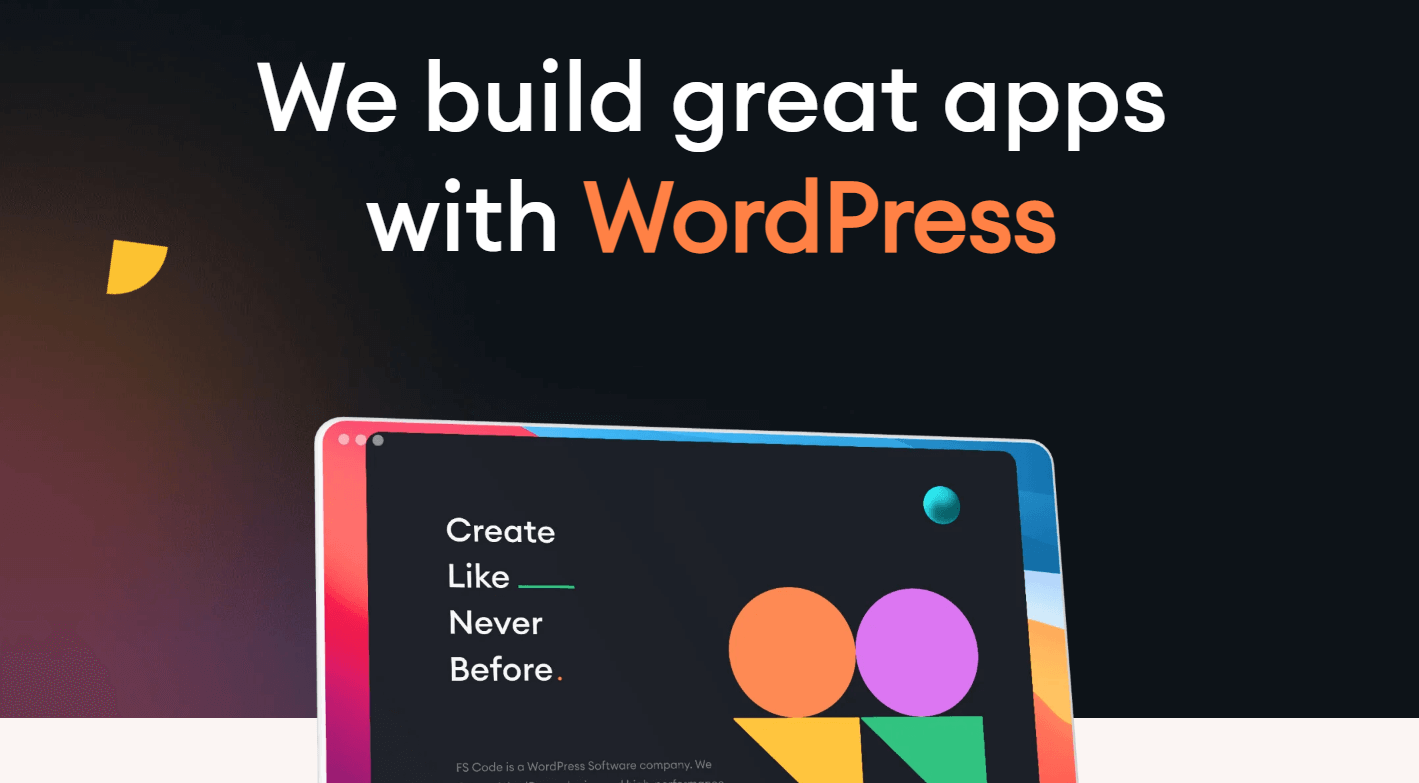 We build great apps
with WordPress
Create
Like
Never
Before.
FS Code is a WordPress Software company. We